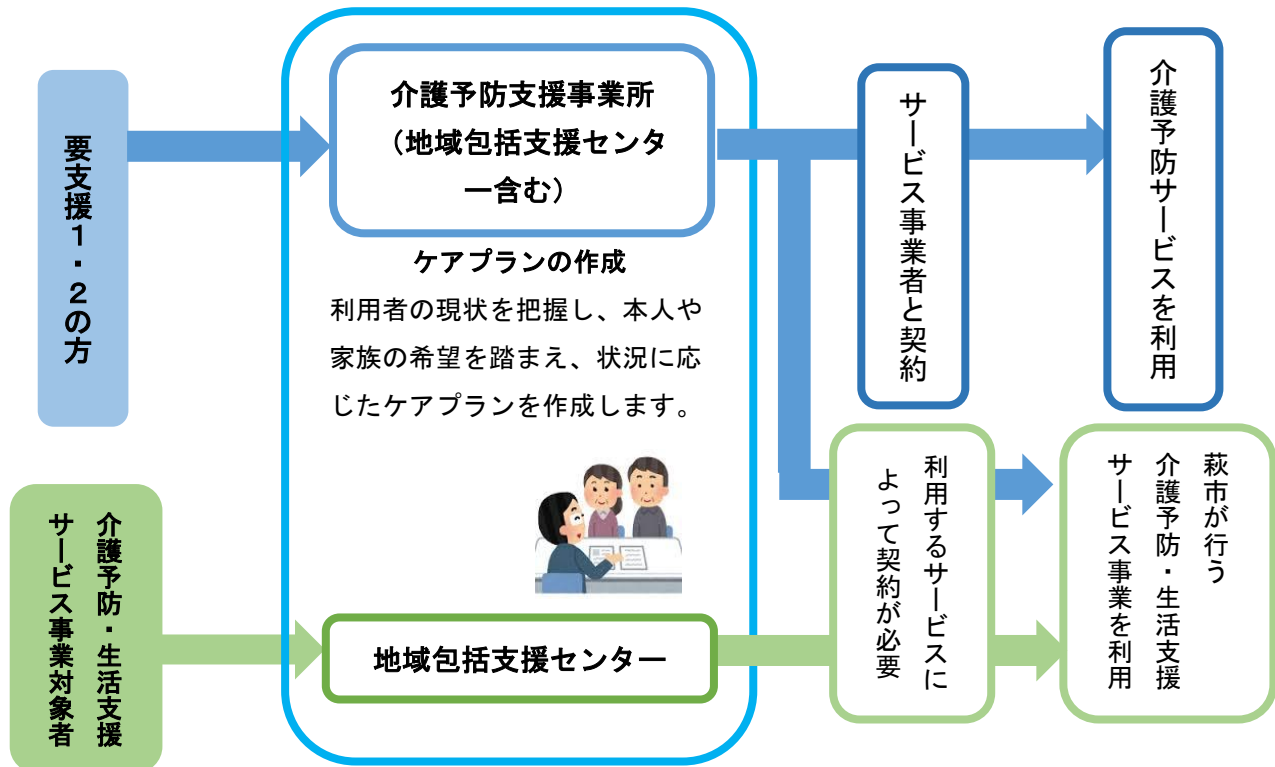 要支援１・２の方
介護予防支援事業所
（地域包括支援センタ
ー含む）
ケアプランの作成
利用者の現状を把握し、本人や
家族の希望を踏まえ、状況に応
じたケアプランを作成します。
サービス事業者と契約
介護予防サービスを利用
介護予防・生活支援
サービス事業対象者
地域包括支援センター
利用するサービスに
よって契約が必要
萩市が行う
介護予防・生活支援
サービス事業を利用